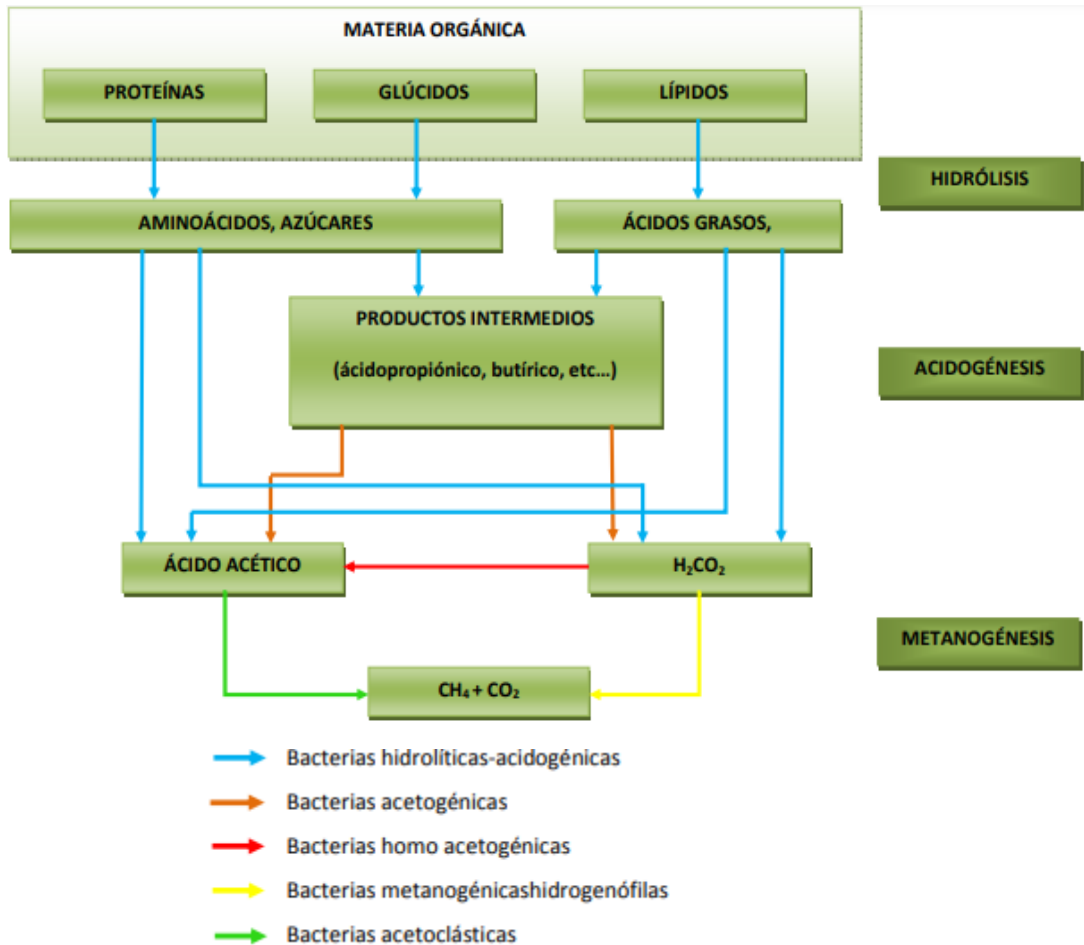 MATERIA ORGÁNICA
PROTEÍNAS
GLÚCIDOS
LÍPIDOS
HIDRÓLISIS
AMINOÁCIDOS, AZÚCARES
ÁCIDOS GRASOS,
PRODUCTOS INTERMEDIOS
(ácidopropiónico, butírico, etc...)
ACIDOGÉNESIS
ÁCIDO ACÉTICO
H₂CO₂
METANOGÉNESIS
CH₄ + CO₂
Bacterias hidrolíticas-acidogénicas
Bacterias acetogénicas
Bacterias homo acetogénicas
Bacterias metanogénicashidrogenófilas
Bacterias acetoclásticas